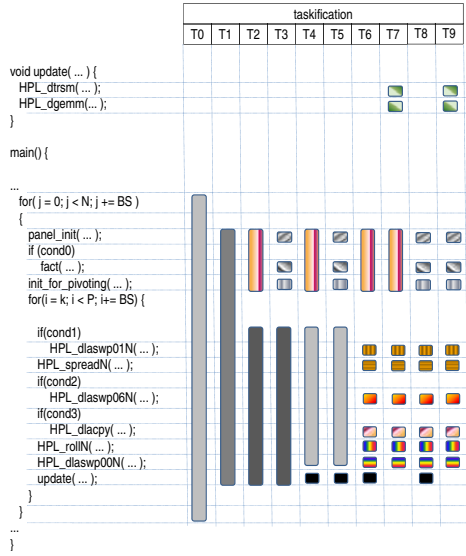 taskification
T0 T1 T2 T3 T4 T5 T6 T7 T8 T9
void update( ... ) {
HPL_dtrsm( ... );
HPL_dgemm(... );
}
main() {
...
for( j = 0; j < N; j += BS )
{
panel_init( ... );
if (cond0)
fact( ... );
init_for_pivoting( ... );
for(i = k; i < P; i+= BS) {
if(cond1)
HPL_dlaswp01N( ... );
HPL_spreadN( ... );
if(cond2)
HPL_dlaswp06N( ... );
if(cond3)
HPL_dlacpy( ... );
HPL_rollN( ... );
HPL_dlaswp00N( ... );
update( ... );
}
}
...
}